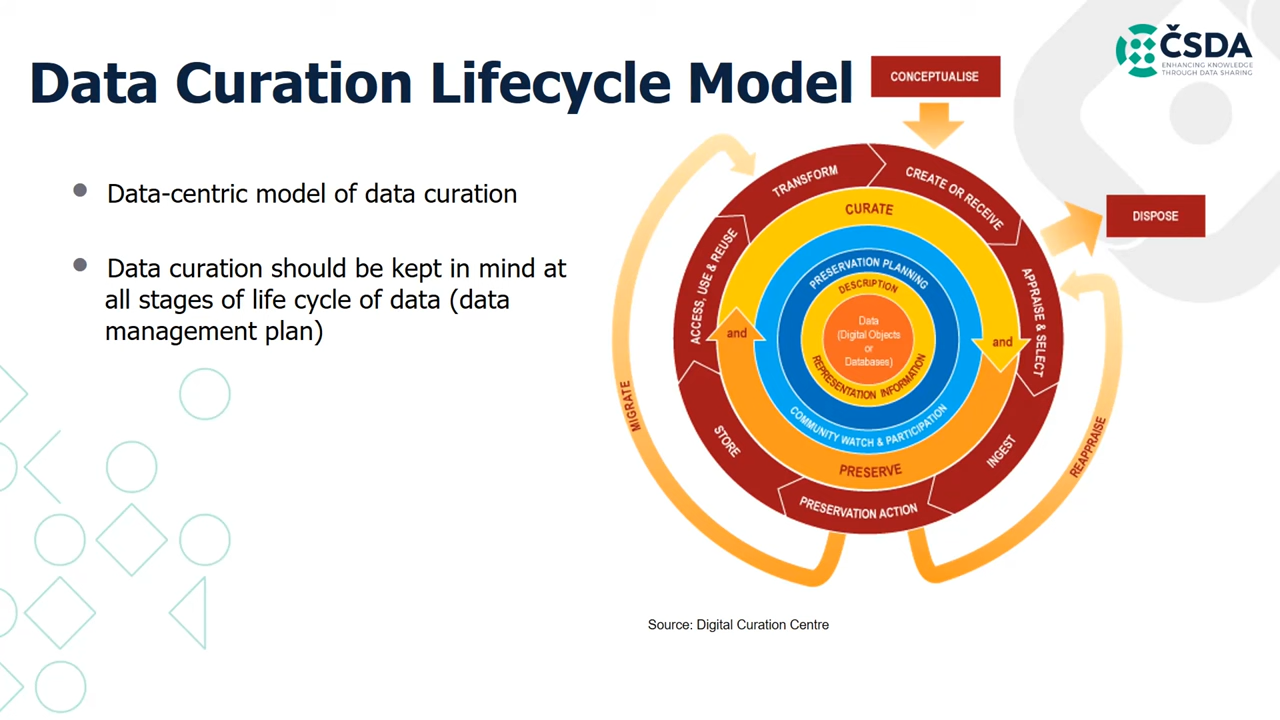 ČSDA
ENHANCING KNOWLEDGE
THROUGH DATA SHARING
Data Curation Lifecycle Model
Data-centric model of data curation
Data curation should be kept in mind at
all stages of life cycle of data (data
management plan)
CONCEPTUALISE
DISPOSE
TRANSFORM
CREATE OR RECEIVE
APPRAISE & SELECT
INGEST
PRESERVATION ACTION
STORE
ACCESS, USE & REUSE
MIGRATE
REAPPRAISE
CURATE
and
PRESERVE
and
PRESERVATION PLANNING
COMMUNITY WATCH & PARTICIPATION
DESCRIPTION
REPRESENTATION INFORMATION
Data
(Digital Objects
or
Databases)
Source: Digital Curation Centre